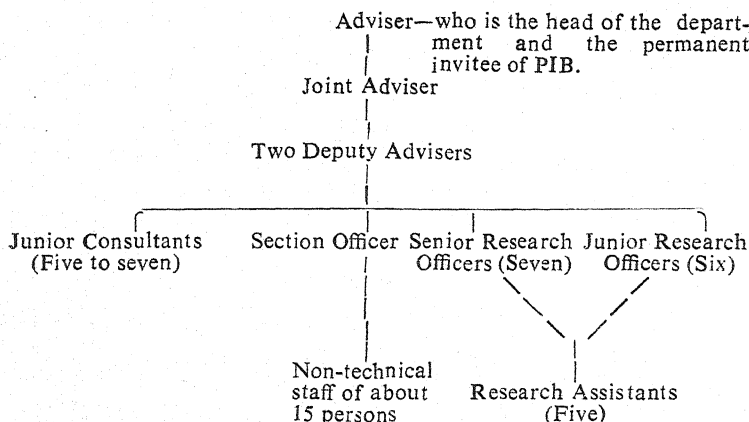 Adviser—who is the head of the depart-
ment and the permanent
invitee of PIB.
Joint Adviser
Two Deputy Advisers
Junior Consultants
(Five to seven)
Section Officer
Senior Research
Officers (Seven)
Junior Research
Officers (Six)
Non-technical
staff of about
15 persons
Research Assistants
(Five)